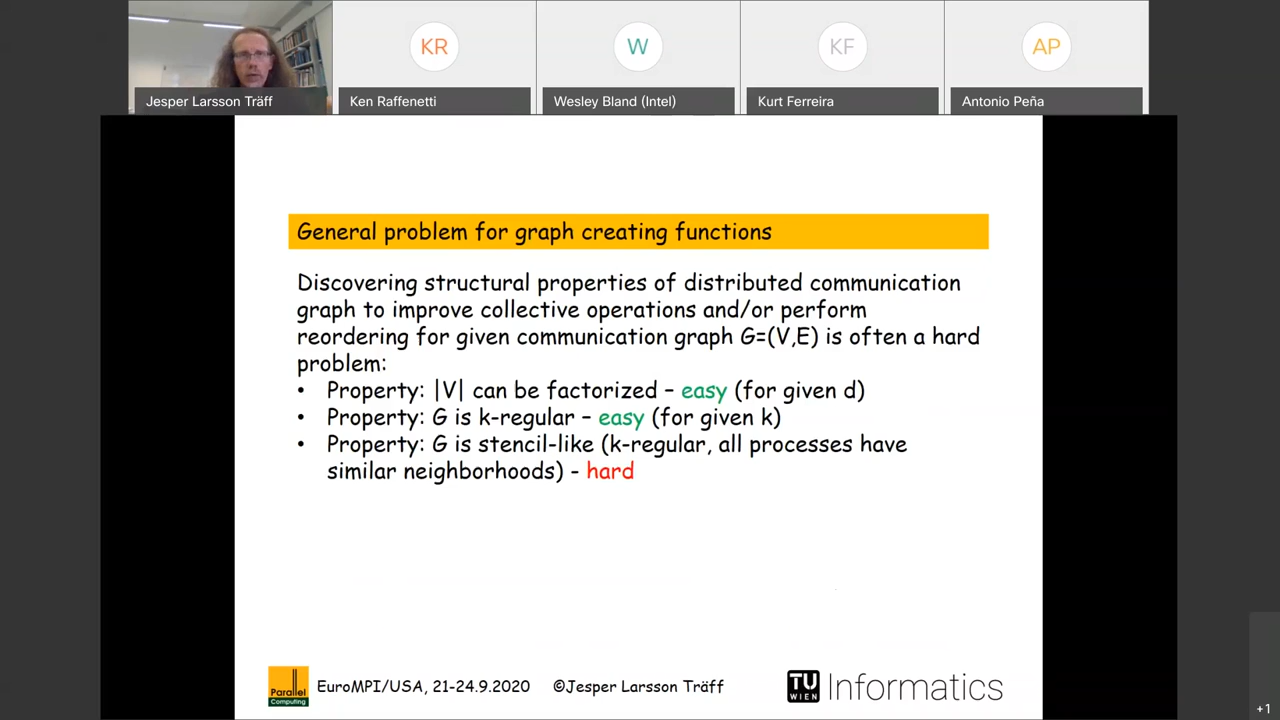 KR
W
KF
AP
Jesper Larsson Träff
Ken Raffenetti
Wesley Bland (Intel)
Kurt Ferreira
Antonio Peña
General problem for graph creating functions
Discovering structural properties of distributed communication
graph to improve collective operations and/or perform
reordering for given communication graph G=(V,E) is often a hard
problem:
• Property: |V| can be factorized – easy (for given d)
• Property: G is k-regular – easy (for given k)
• Property: G is stencil-like (k-regular, all processes have
similar neighborhoods) - hard
Parallel
Computing
EuroMPI/USA, 21-24.9.2020 ©Jesper Larsson Träff
TU
WIEN
Informatics
+1